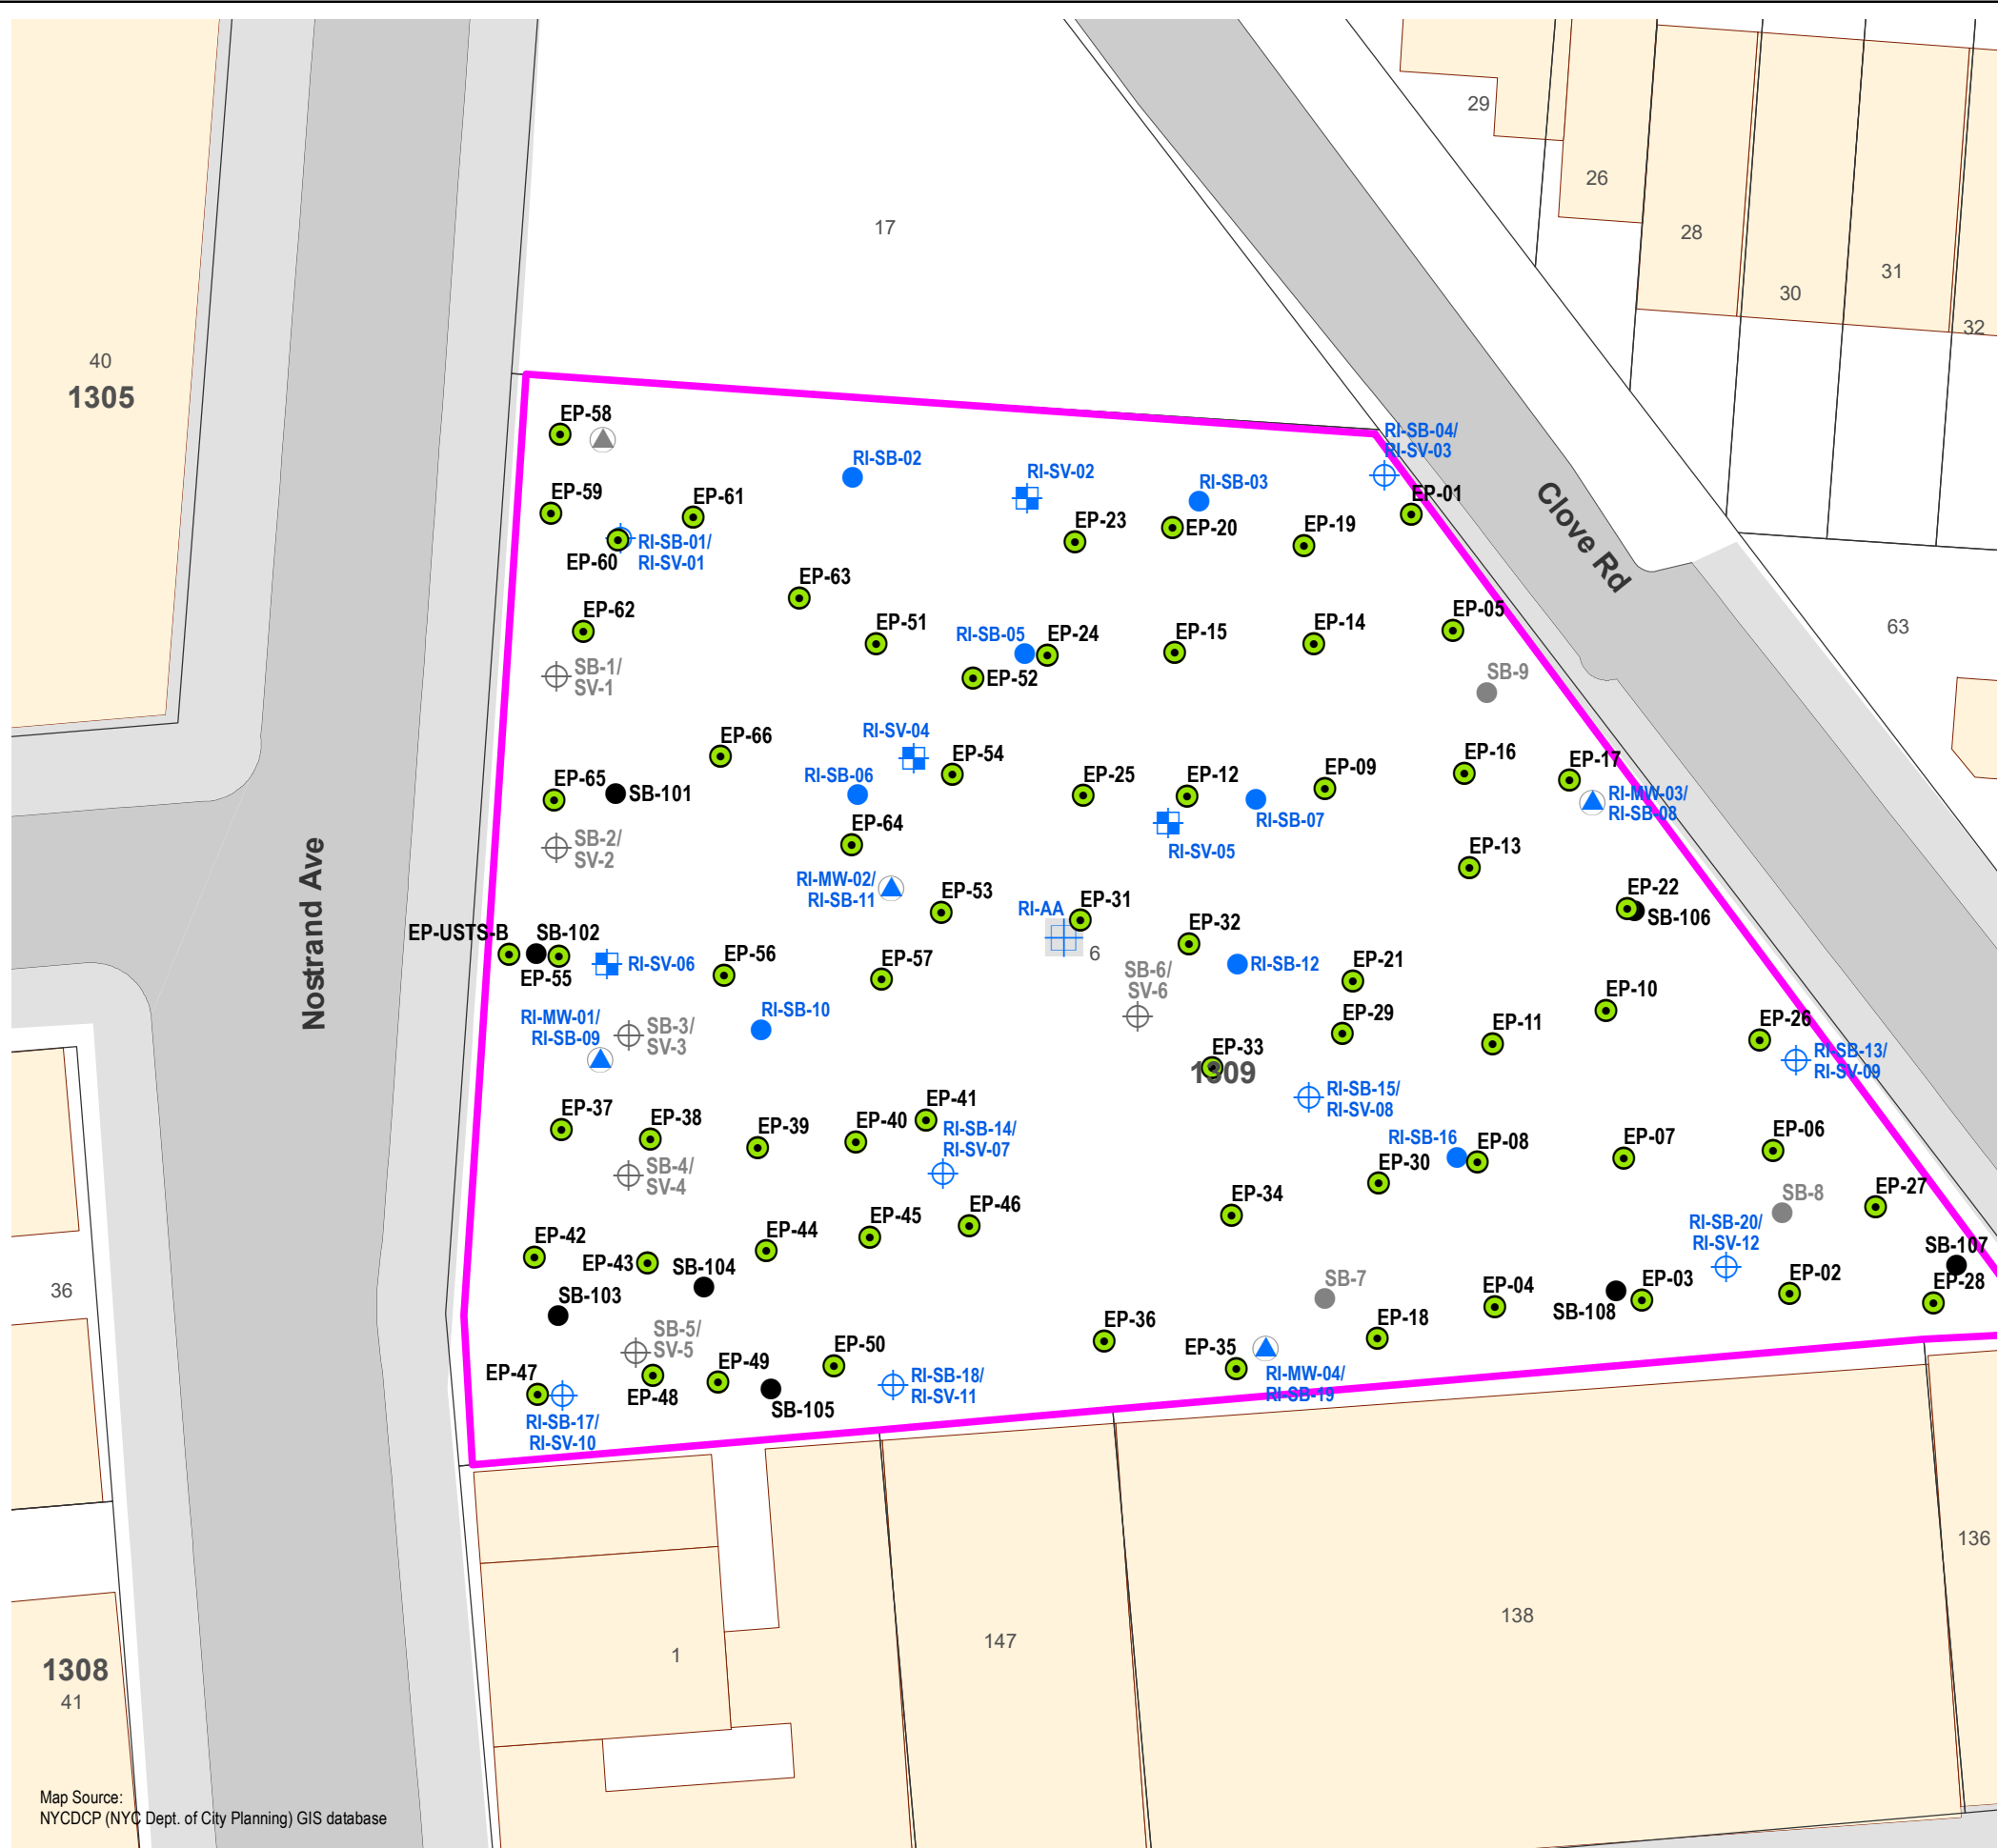 29
26
17
28
31
30
32
40
1305
EP-58
RI-SB-04/
RI-SV-03
RI-SB-02
RI-SV-02
RI-SB-03
EP-01
Clove Rd
EP-59
EP-61
EP-23
EP-20
EP-19
RI-SB-01/
RI-SV-01
EP-60
EP-63
EP-62
EP-51
RI-SB-05
EP-24
EP-15
EP-14
EP-05
63
SB-1/
SV-1
EP-52
SB-9
EP-66
RI-SV-04
EP-54
RI-SB-06
EP-65
SB-101
EP-25
EP-12
EP-09
EP-16
EP-17
RI-MW-03/
RI-SB-08
RI-SB-07
EP-64
SB-2/
SV-2
RI-SV-05
EP-13
RI-MW-02/
RI-SB-11
EP-53
RI-AA
EP-31
EP-22
SB-106
Nostrand Ave
EP-USTS-B
SB-102
EP-55
RI-SV-06
EP-56
EP-57
6
EP-32
RI-SB-12
SB-6/
SV-6
EP-21
EP-10
RI-MW-01/
RI-SB-09
SB-3/
SV-3
RI-SB-10
EP-29
EP-11
EP-26
EP-33
1309
RI-SB-13/
RI-SV-09
RI-SB-15/
RI-SV-08
EP-37
EP-38
EP-39
EP-40
EP-41
RI-SB-14/
RI-SV-07
RI-SB-16
EP-08
EP-07
EP-06
SB-4/
SV-4
EP-30
EP-34
EP-46
EP-45
EP-44
EP-42
EP-43
SB-104
SB-103
SB-8
EP-27
RI-SB-20/
RI-SV-12
SB-107
EP-28
EP-02
EP-03
SB-108
EP-04
SB-7
EP-18
36
SB-5/
SV-5
EP-36
EP-35
RI-MW-04/
RI-SB-19
EP-47
EP-48
EP-49
EP-50
SB-105
RI-SB-18/
RI-SV-11
RI-SB-17/
RI-SV-10
136
138
147
1
1308
41
Map Source:
NYCDCP (NYC Dept. of City Planning) GIS database